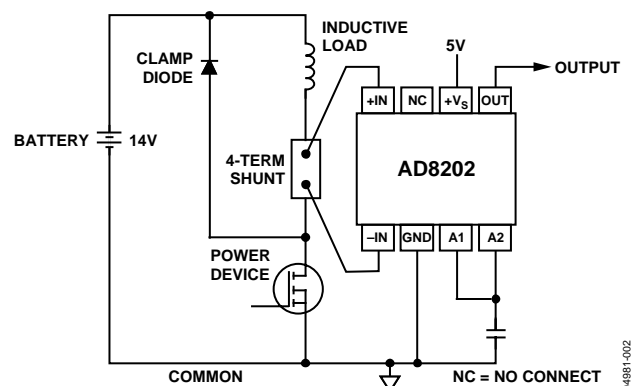 INDUCTIVE
LOAD
CLAMP
DIODE
5V
OUTPUT
+IN NC +VS OUT
BATTERY 14V
4-TERM
SHUNT
AD8202
–IN GND A1 A2
POWER
DEVICE
COMMON
NC = NO CONNECT
04981-002